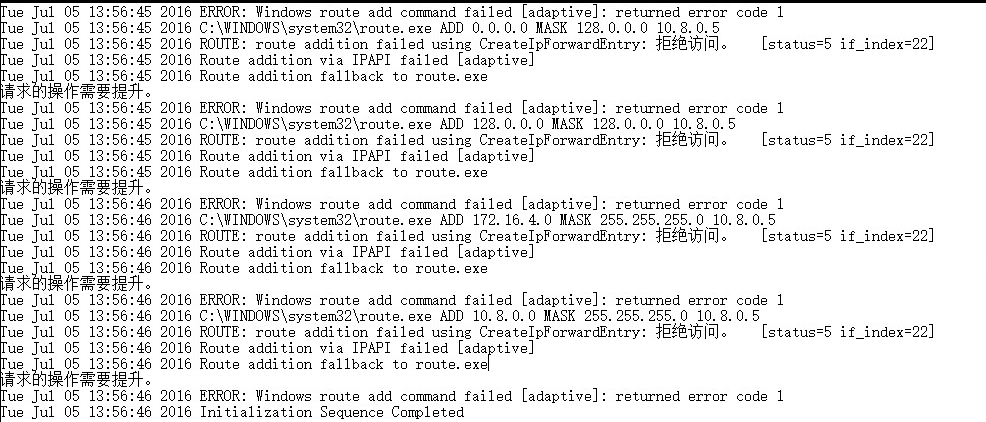 Tue Jul 05 13:56:45 2016 ERROR: Windows route add command failed [adaptive]: returned error code 1
Tue Jul 05 13:56:45 2016 C:\WINDOWS\system32\route.exe ADD 0.0.0.0 MASK 128.0.0.0 10.8.0.5
Tue Jul 05 13:56:45 2016 ROUTE: route addition failed using CreateIpForwardEntry: 拒绝访问。   [status=5 if_index=22]
Tue Jul 05 13:56:45 2016 Route addition via IPAPI failed [adaptive]
Tue Jul 05 13:56:45 2016 Route addition fallback to route.exe
请求的操作需要提升。
Tue Jul 05 13:56:45 2016 ERROR: Windows route add command failed [adaptive]: returned error code 1
Tue Jul 05 13:56:45 2016 C:\WINDOWS\system32\route.exe ADD 128.0.0.0 MASK 128.0.0.0 10.8.0.5
Tue Jul 05 13:56:45 2016 ROUTE: route addition failed using CreateIpForwardEntry: 拒绝访问。   [status=5 if_index=22]
Tue Jul 05 13:56:45 2016 Route addition via IPAPI failed [adaptive]
Tue Jul 05 13:56:45 2016 Route addition fallback to route.exe
请求的操作需要提升。
Tue Jul 05 13:56:46 2016 ERROR: Windows route add command failed [adaptive]: returned error code 1
Tue Jul 05 13:56:46 2016 C:\WINDOWS\system32\route.exe ADD 172.16.4.0 MASK 255.255.255.0 10.8.0.5
Tue Jul 05 13:56:46 2016 ROUTE: route addition failed using CreateIpForwardEntry: 拒绝访问。   [status=5 if_index=22]
Tue Jul 05 13:56:46 2016 Route addition via IPAPI failed [adaptive]
Tue Jul 05 13:56:46 2016 Route addition fallback to route.exe
请求的操作需要提升。
Tue Jul 05 13:56:46 2016 ERROR: Windows route add command failed [adaptive]: returned error code 1
Tue Jul 05 13:56:46 2016 C:\WINDOWS\system32\route.exe ADD 10.8.0.0 MASK 255.255.255.0 10.8.0.5
Tue Jul 05 13:56:46 2016 ROUTE: route addition failed using CreateIpForwardEntry: 拒绝访问。   [status=5 if_index=22]
Tue Jul 05 13:56:46 2016 Route addition via IPAPI failed [adaptive]
Tue Jul 05 13:56:46 2016 Route addition fallback to route.exe
请求的操作需要提升。
Tue Jul 05 13:56:46 2016 ERROR: Windows route add command failed [adaptive]: returned error code 1
Tue Jul 05 13:56:46 2016 Initialization Sequence Completed